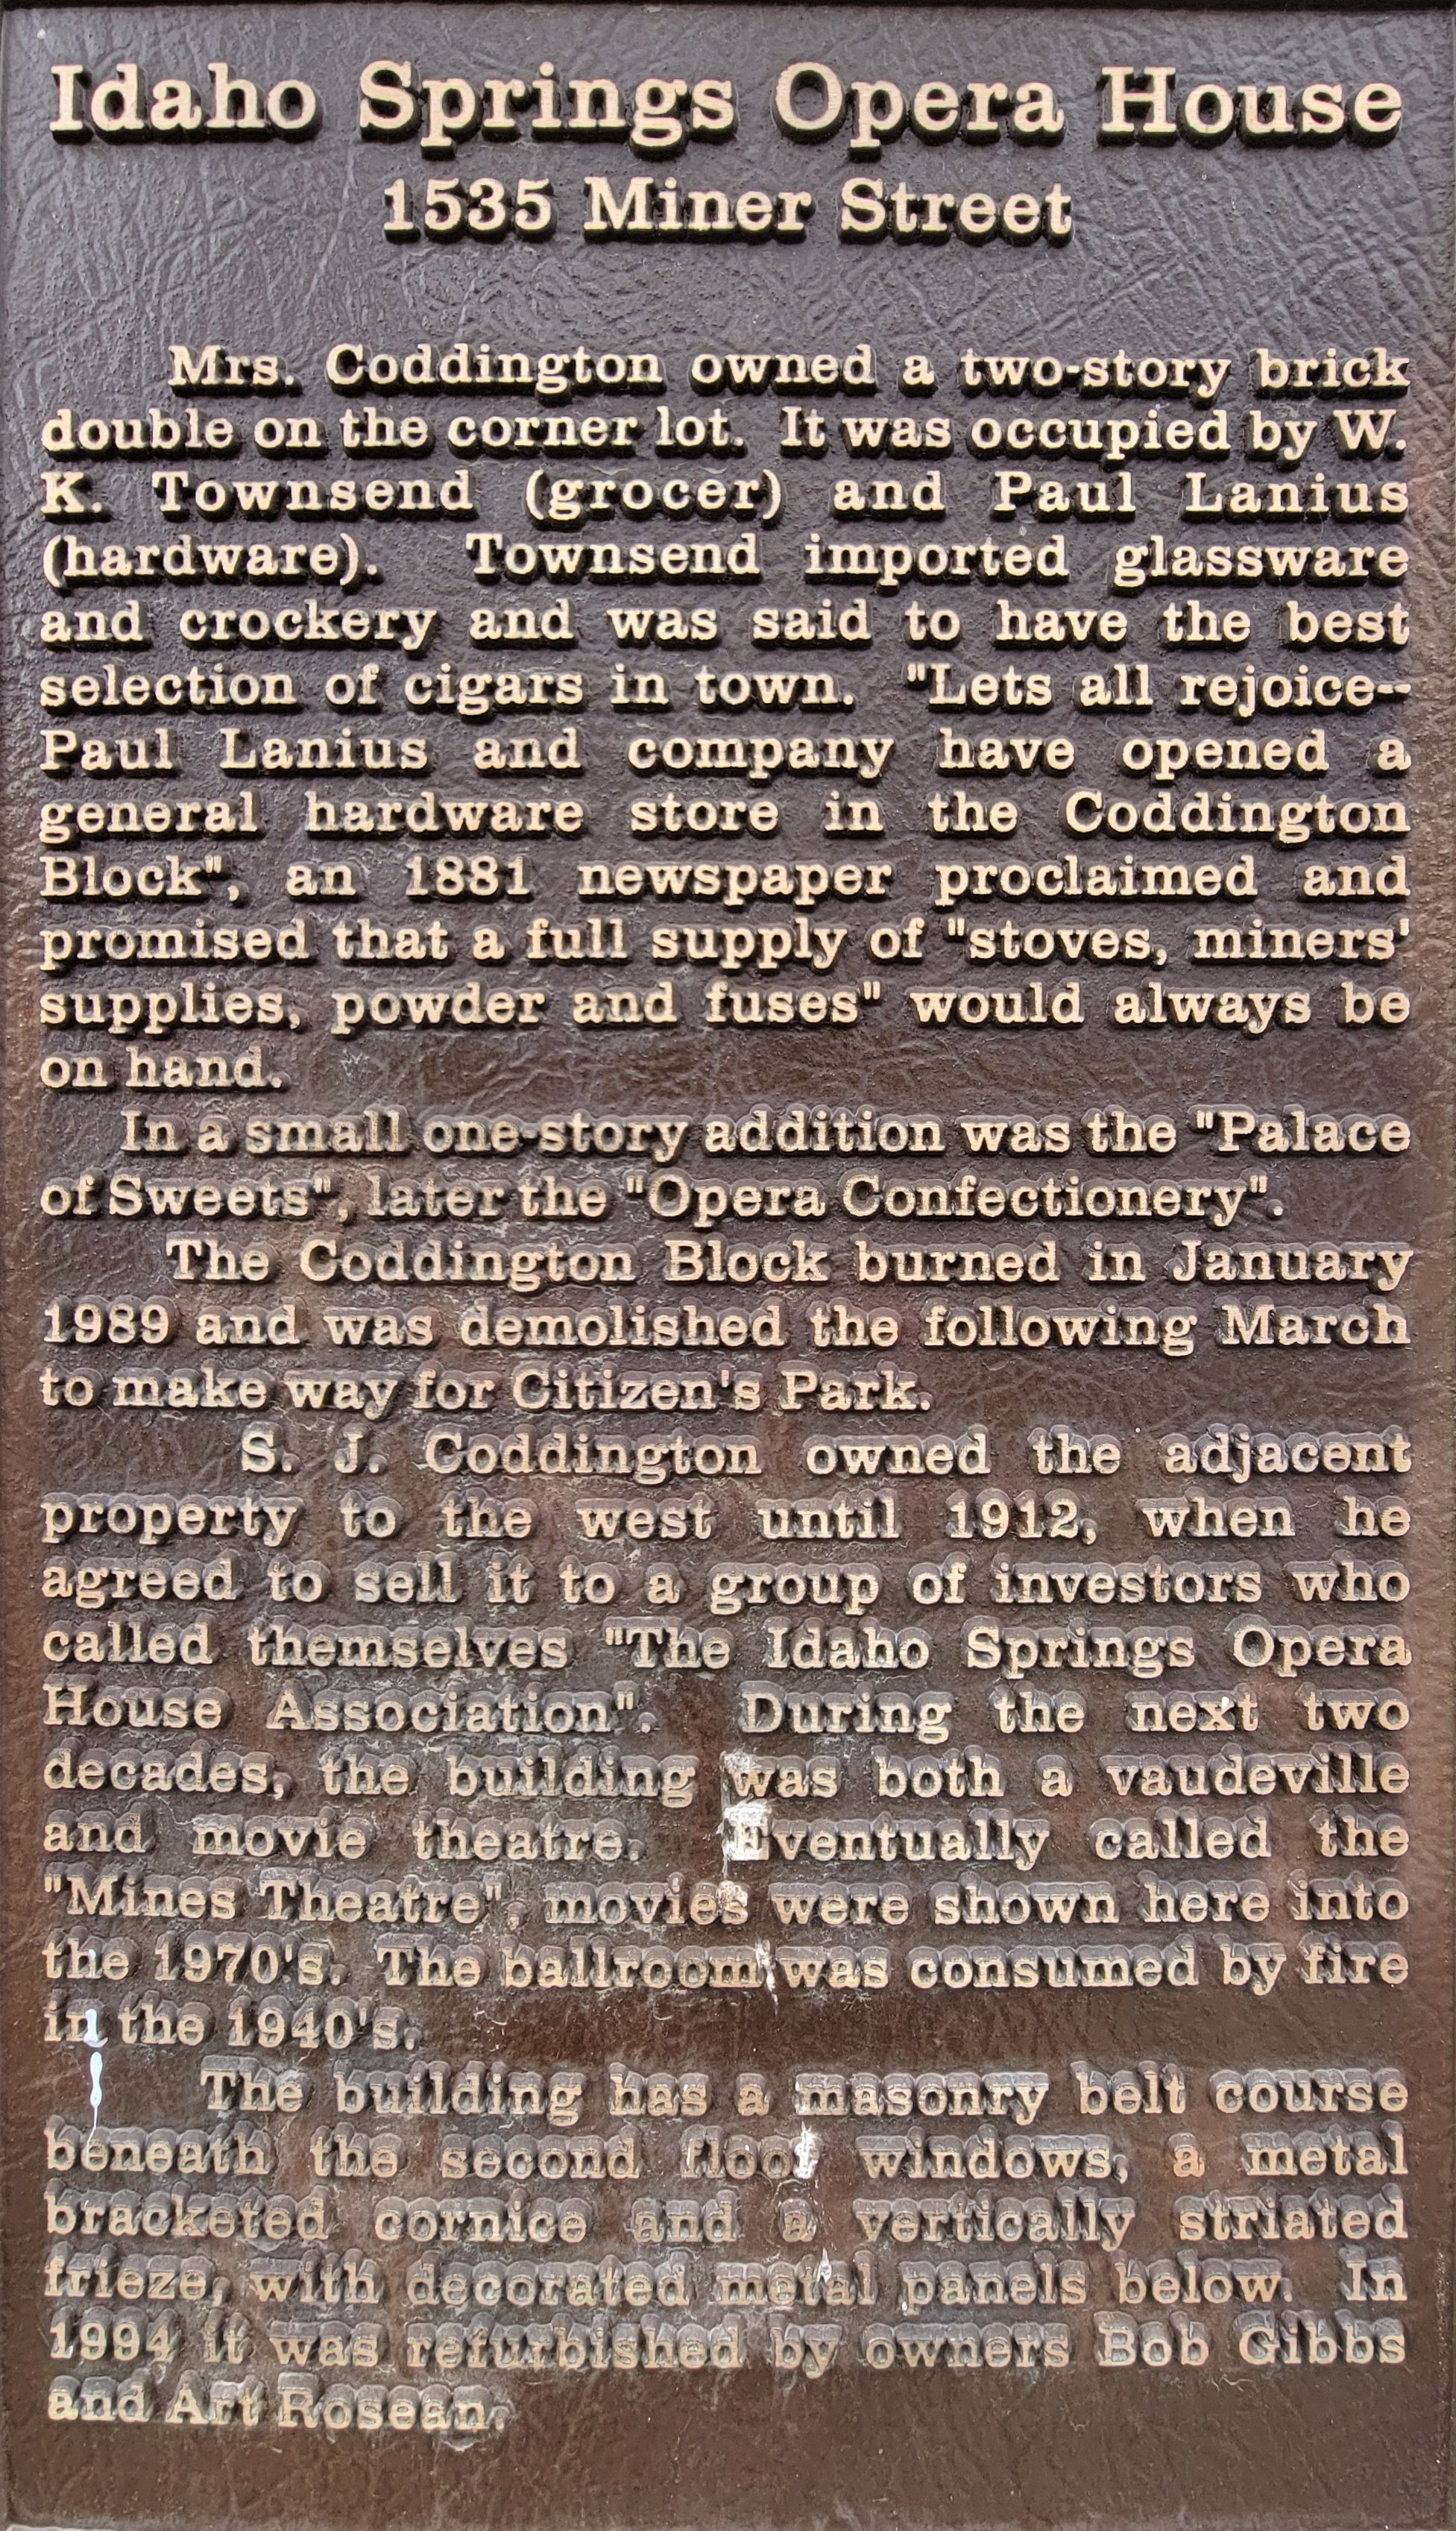 Idaho Springs Opera House
1535 Miner Street
Mrs. Coddington owned a two-story brick
double on the corner lot. It was occupied by W.
K. Townsend (grocer) and Paul Lanius
(hardware). Townsend imported glassware
and crockery and was said to have the best
selection of cigars in town. "Lets all rejoice--
Paul Lanius and company have opened a
general hardware store in the Coddington
Block", an 1881 newspaper proclaimed and
promised that a full supply of "stoves, miners'
supplies, powder and fuses" would always be
on hand.
In a small one-story addition was the "Palace
of Sweets", later the "Opera Confectionery".
The Coddington Block burned in January
1989 and was demolished the following March
to make way for Citizen's Park.
S. J. Coddington owned the adjacent
property to the west until 1912, when he
agreed to sell it to a group of investors who
called themselves "The Idaho Springs Opera
House Association". During the next two
decades, the building was both a vaudeville
and movie theatre. Eventually called the
"Mines Theatre", movies were shown here into
the 1970's. The ballroom was consumed by fire
in the 1940's.
The building has a masonry belt course
beneath the second floor windows, a metal
bracketed cornice and a vertically striated
frieze, with decorated metal panels below. In
1994 it was refurbished by owners Bob Gibbs
and Art Rosean.